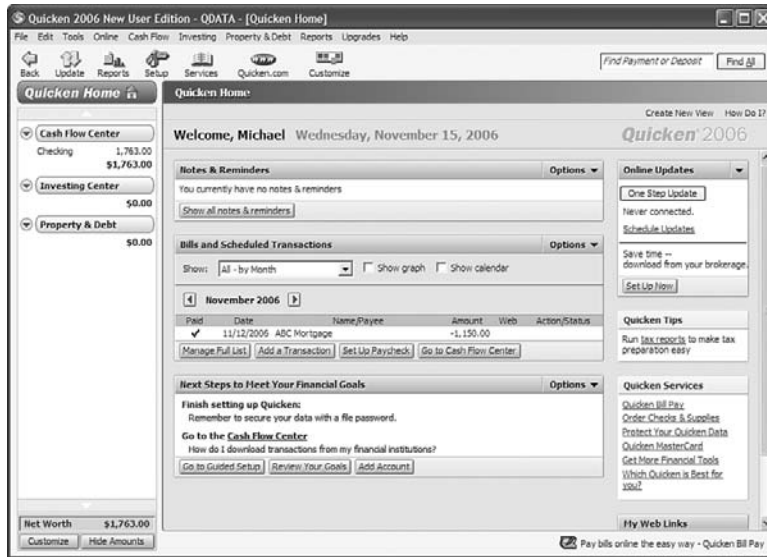 Quicken 2006 New User Edition - QDATA - [Quicken Home]
File Edit Tools Online Cash Flow Investing Property & Debt Reports Upgrades Help
Back Update Reports Setup Services Quicken.com Customize
Find Payment or Deposit Find All
Quicken Home
Quicken Home
Create New View How Do I?
Cash Flow Center
Checking 1,763.00
$1,763.00
Investing Center
$0.00
Property & Debt
$0.00
Net Worth $1,763.00
Customize Hide Amounts
Welcome, Michael Wednesday, November 15, 2006
Quicken 2006
Notes & Reminders Options
You currently have no notes & reminders
Show all notes & reminders
Bills and Scheduled Transactions Options
Show: All - by Month Show graph Show calendar
November 2006
Paid Date Name/Payee Amount Web Action/Status
11/12/2006 ABC Mortgage -1,150.00
Manage Full List Add a Transaction Set Up Paycheck Go to Cash Flow Center
Next Steps to Meet Your Financial Goals Options
Finish setting up Quicken:
Remember to secure your data with a file password.
Go to the Cash Flow Center
How do I download transactions from my financial institutions?
Go to Guided Setup Review Your Goals Add Account
Online Updates
One Step Update
Never connected.
Schedule Updates
Save time --
download from your brokerage.
Set Up Now
Quicken Tips
Run tax reports to make tax
preparation easy
Quicken Services
Quicken Bill Pay
Order Checks & Supplies
Protect Your Quicken Data
Quicken MasterCard
Get More Financial Tools
Which Quicken is Best for
you?
My Web Links
Pay bills online the easy way - Quicken Bill Pay